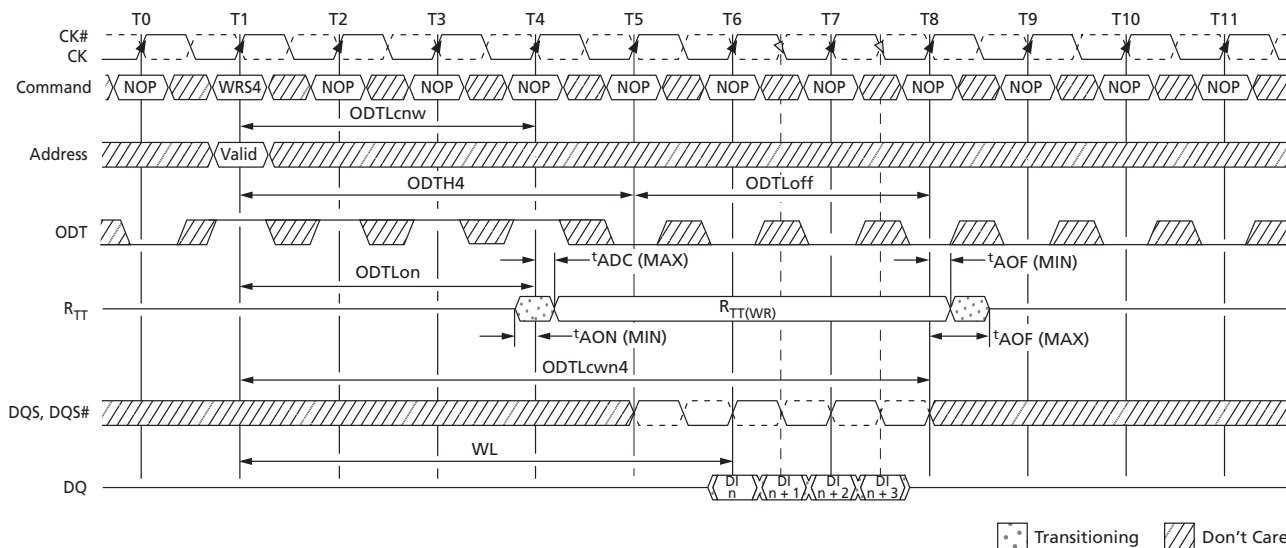 T0 T1 T2 T3 T4 T5 T6 T7 T8 T9 T10 T11
CK#
CK
Command NOP WRS4 NOP NOP NOP NOP NOP NOP NOP NOP NOP NOP
ODTLcnw
Address Valid
ODTH4 ODTLoff
ODT
tADC (MAX) tAOF (MIN)
ODTLon
RTT RTT(WR)
tAON (MIN) tAOF (MAX)
ODTLcwn4
DQS, DQS#
WL
DQ DI n DI n + 1 DI n + 2 DI n + 3
Transitioning Don't Care